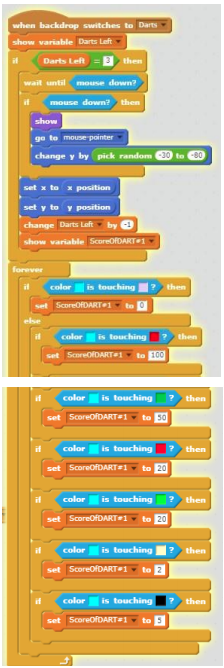 when backdrop switches to Darts
show variable Darts Left
if Darts Left = 3 then
wait until mouse down?
if mouse down? then
show
go to mouse-pointer
change y by pick random -30 to -80
set x to x position
set y to y position
change Darts Left by -1
show variable ScoreOfDART#1
forever
if color is touching ? then
set ScoreOfDART#1 to 0
else
if color is touching ? then
set ScoreOfDART#1 to 100
if color is touching ? then
set ScoreOfDART#1 to 50
if color is touching ? then
set ScoreOfDART#1 to 20
if color is touching ? then
set ScoreOfDART#1 to 20
if color is touching ? then
set ScoreOfDART#1 to 2
if color is touching ? then
set ScoreOfDART#1 to 5